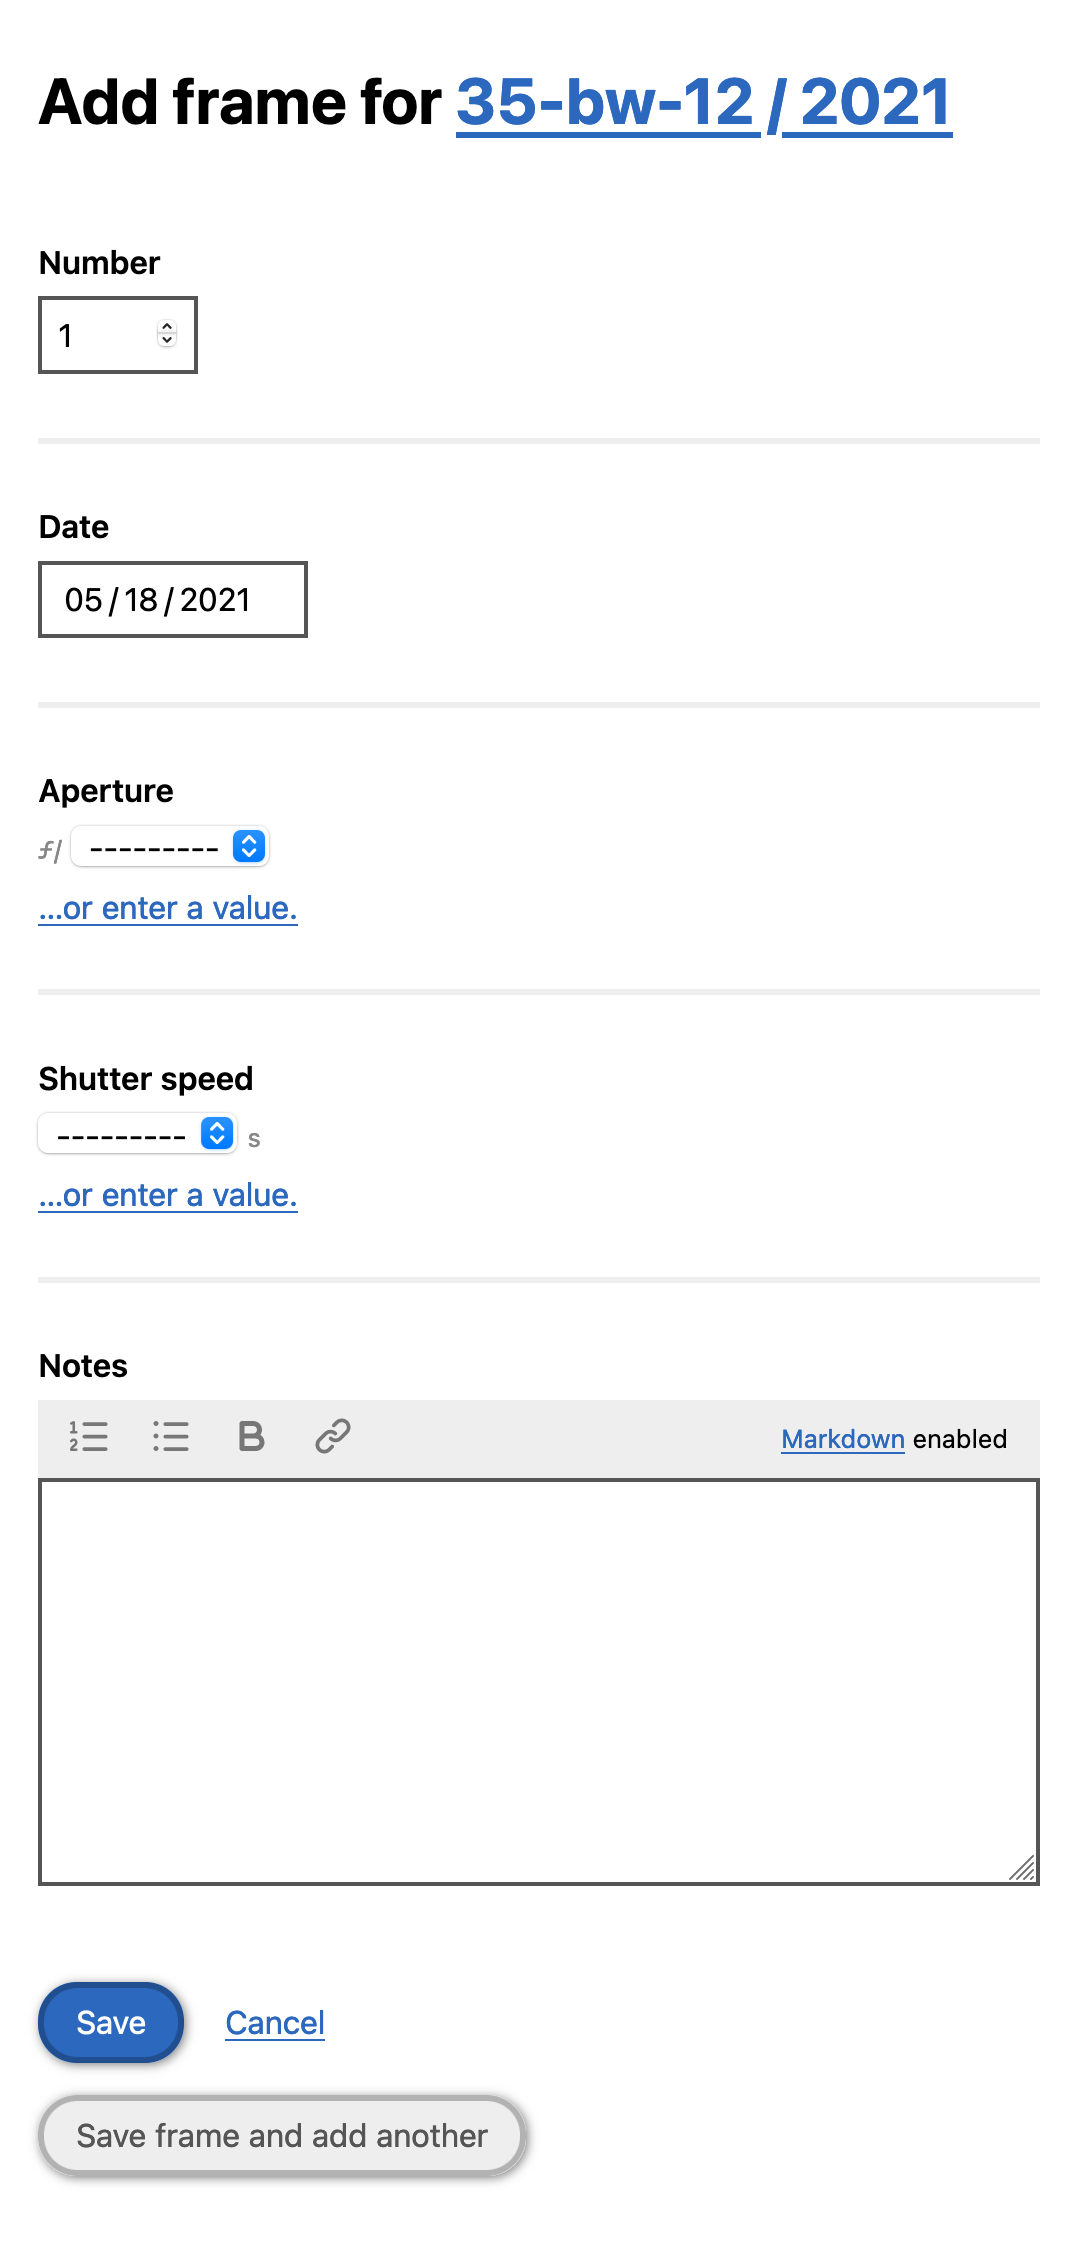 Add frame for 35-bw-12 / 2021
Number
1
Date
05 / 18 / 2021
Aperture
ƒ/ ---------
...or enter a value.
Shutter speed
--------- s
...or enter a value.
Notes
B Markdown enabled
Save Cancel
Save frame and add another